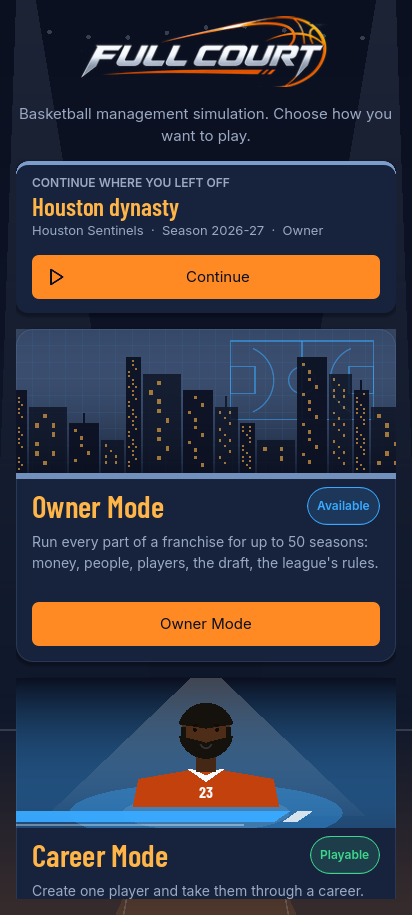 FULL COURT
Basketball management simulation. Choose how you
want to play.
CONTINUE WHERE YOU LEFT OFF
Houston dynasty
Houston Sentinels · Season 2026-27 · Owner
Continue
Owner Mode
Available
Run every part of a franchise for up to 50 seasons:
money, people, players, the draft, the league's rules.
Owner Mode
23
Career Mode
Playable
Create one player and take them through a career.